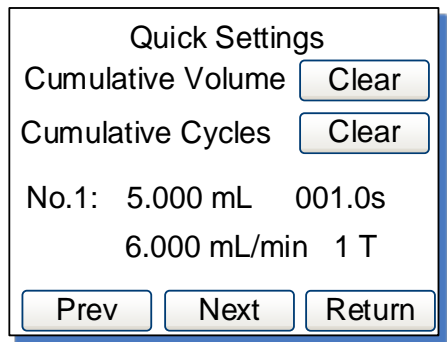 Quick Settings
Cumulative Volume Clear
Cumulative Cycles Clear
No.1: 5.000 mL 001.0s
6.000 mL/min 1 T
Prev Next Return